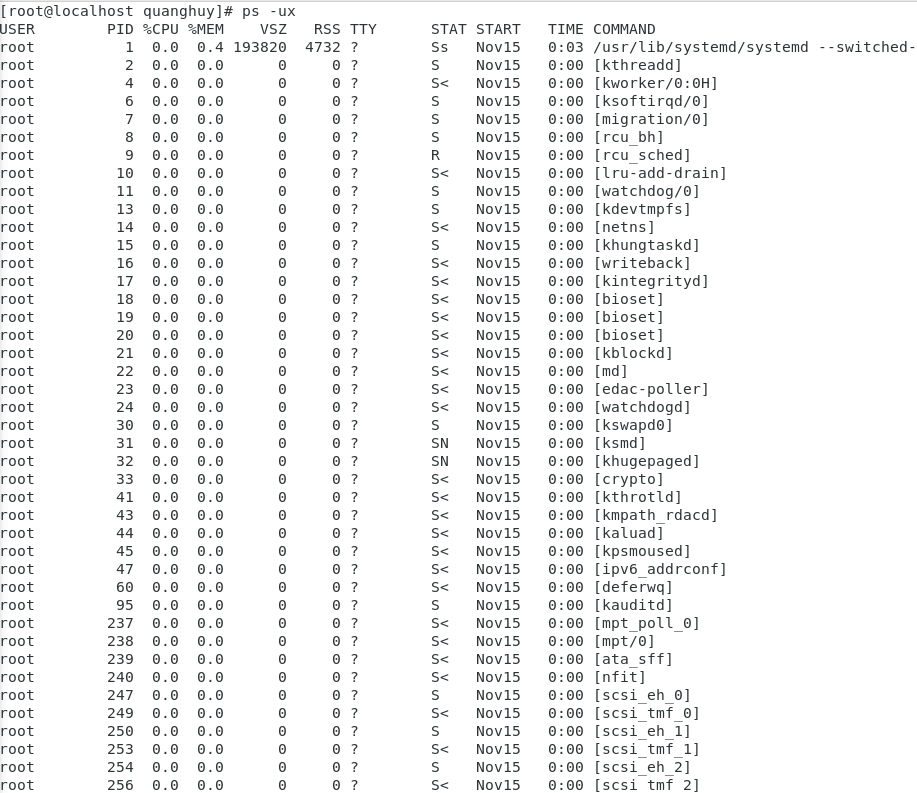 [root@localhost quanghuy]# ps -ux
USER PID %CPU %MEM VSZ RSS TTY STAT START TIME COMMAND
root 1 0.0 0.4 193820 4732 ? Ss Nov15 0:03 /usr/lib/systemd/systemd --switched-
root 2 0.0 0.0 0 0 ? S Nov15 0:00 [kthreadd]
root 4 0.0 0.0 0 0 ? S< Nov15 0:00 [kworker/0:0H]
root 6 0.0 0.0 0 0 ? S Nov15 0:00 [ksoftirqd/0]
root 7 0.0 0.0 0 0 ? S Nov15 0:00 [migration/0]
root 8 0.0 0.0 0 0 ? S Nov15 0:00 [rcu_bh]
root 9 0.0 0.0 0 0 ? R Nov15 0:00 [rcu_sched]
root 10 0.0 0.0 0 0 ? S< Nov15 0:00 [lru-add-drain]
root 11 0.0 0.0 0 0 ? S Nov15 0:00 [watchdog/0]
root 13 0.0 0.0 0 0 ? S Nov15 0:00 [kdevtmpfs]
root 14 0.0 0.0 0 0 ? S< Nov15 0:00 [netns]
root 15 0.0 0.0 0 0 ? S Nov15 0:00 [khungtaskd]
root 16 0.0 0.0 0 0 ? S< Nov15 0:00 [writeback]
root 17 0.0 0.0 0 0 ? S< Nov15 0:00 [kintegrityd]
root 18 0.0 0.0 0 0 ? S< Nov15 0:00 [bioset]
root 19 0.0 0.0 0 0 ? S< Nov15 0:00 [bioset]
root 20 0.0 0.0 0 0 ? S< Nov15 0:00 [bioset]
root 21 0.0 0.0 0 0 ? S< Nov15 0:00 [kblockd]
root 22 0.0 0.0 0 0 ? S< Nov15 0:00 [md]
root 23 0.0 0.0 0 0 ? S< Nov15 0:00 [edac-poller]
root 24 0.0 0.0 0 0 ? S< Nov15 0:00 [watchdogd]
root 30 0.0 0.0 0 0 ? S Nov15 0:00 [kswapd0]
root 31 0.0 0.0 0 0 ? SN Nov15 0:00 [ksmd]
root 32 0.0 0.0 0 0 ? SN Nov15 0:00 [khugepaged]
root 33 0.0 0.0 0 0 ? S< Nov15 0:00 [crypto]
root 41 0.0 0.0 0 0 ? S< Nov15 0:00 [kthrotld]
root 43 0.0 0.0 0 0 ? S< Nov15 0:00 [kmpath_rdacd]
root 44 0.0 0.0 0 0 ? S< Nov15 0:00 [kaluad]
root 45 0.0 0.0 0 0 ? S< Nov15 0:00 [kpsmoused]
root 47 0.0 0.0 0 0 ? S< Nov15 0:00 [ipv6_addrconf]
root 60 0.0 0.0 0 0 ? S< Nov15 0:00 [deferwq]
root 95 0.0 0.0 0 0 ? S Nov15 0:00 [kauditd]
root 237 0.0 0.0 0 0 ? S< Nov15 0:00 [mpt_poll_0]
root 238 0.0 0.0 0 0 ? S< Nov15 0:00 [mpt/0]
root 239 0.0 0.0 0 0 ? S< Nov15 0:00 [ata_sff]
root 240 0.0 0.0 0 0 ? S< Nov15 0:00 [nfit]
root 247 0.0 0.0 0 0 ? S Nov15 0:00 [scsi_eh_0]
root 249 0.0 0.0 0 0 ? S< Nov15 0:00 [scsi_tmf_0]
root 250 0.0 0.0 0 0 ? S Nov15 0:00 [scsi_eh_1]
root 253 0.0 0.0 0 0 ? S< Nov15 0:00 [scsi_tmf_1]
root 254 0.0 0.0 0 0 ? S Nov15 0:00 [scsi_eh_2]
root 256 0.0 0.0 0 0 ? S< Nov15 0:00 [scsi_tmf_2]